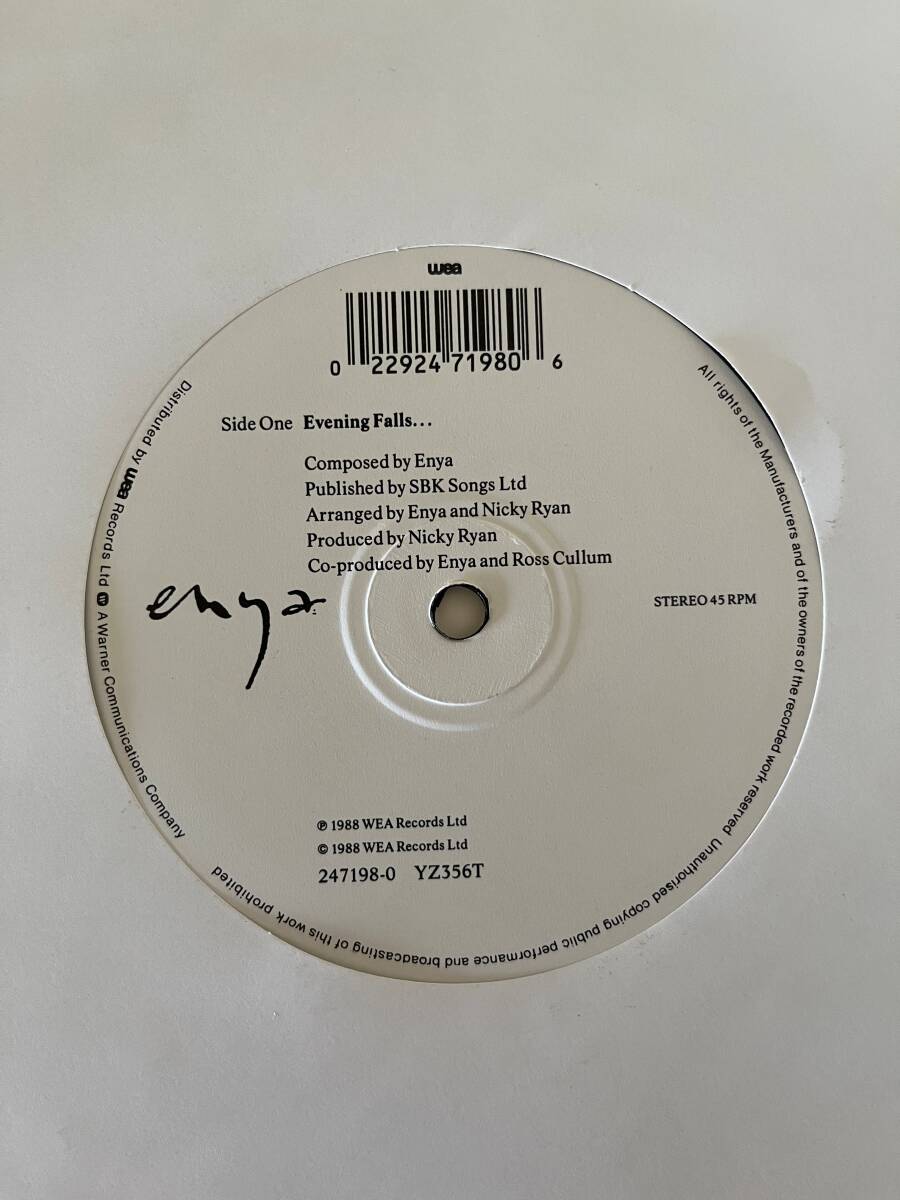 wea
0 22924 71980 6
Side One Evening Falls...
Composed by Enya
Published by SBK Songs Ltd
Arranged by Enya and Nicky Ryan
Produced by Nicky Ryan
Co-produced by Enya and Ross Cullum
enya
STEREO 45 RPM
℗ 1988 WEA Records Ltd
© 1988 WEA Records Ltd
247198-0 YZ356T
Distributed by wea Records Ltd A Warner Communications Company
All rights of the Manufacturers and of the owners of the recorded work reserved Unauthorised copying public performance and broadcasting of this work prohibited